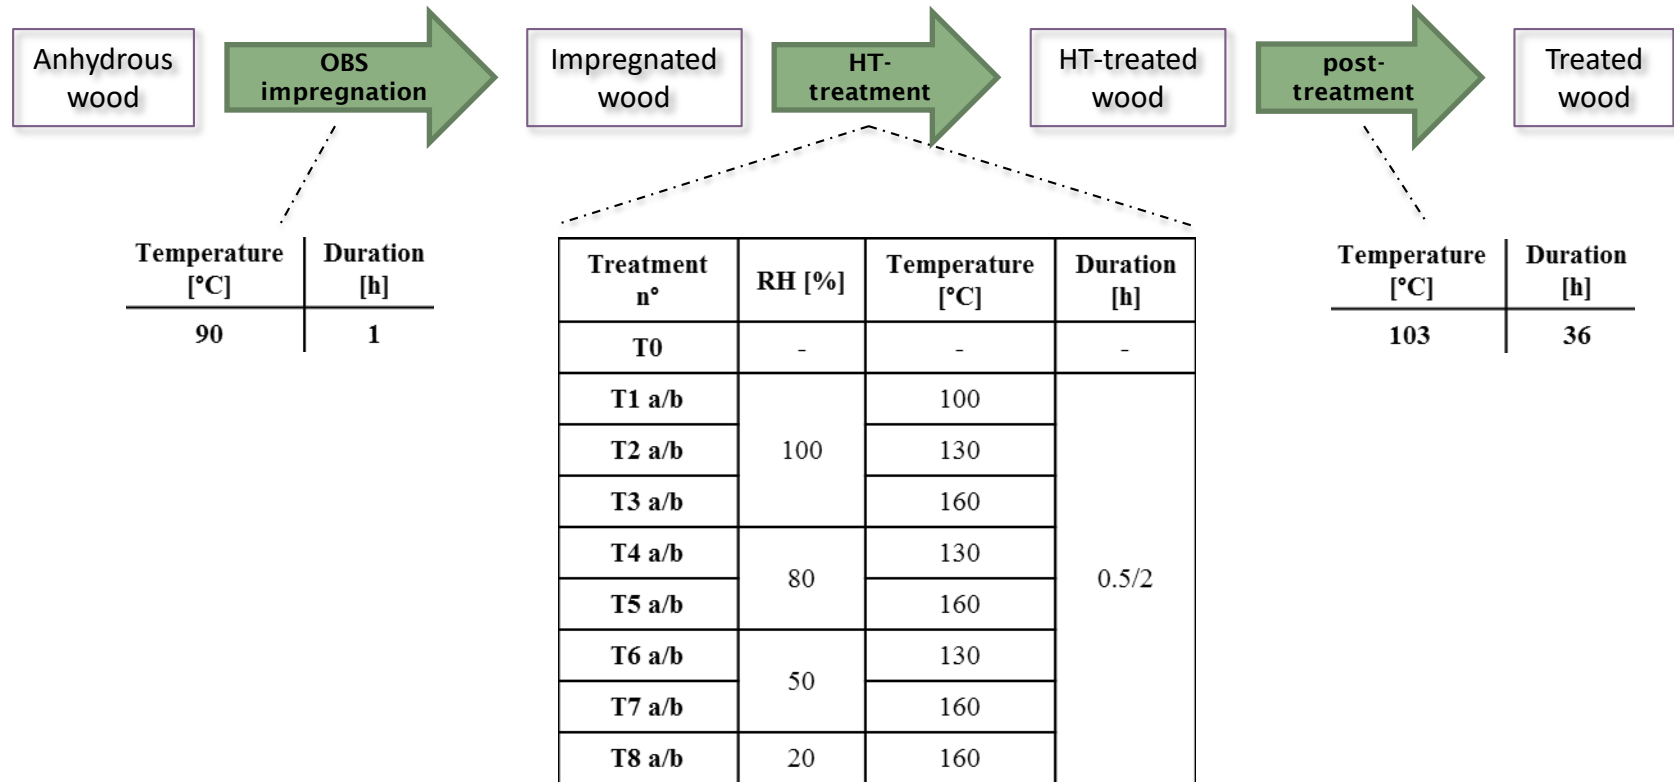 Anhydrous
wood
OBS
impregnation
Impregnated
wood
HT-
treatment
HT-treated
wood
post-
treatment
Treated
wood
Temperature
[°C]
Duration
[h]
90
1
Treatment
n°
RH [%]
Temperature
[°C]
Duration
[h]
T0
-
-
-
T1 a/b
100
100
T2 a/b
130
T3 a/b
160
T4 a/b
80
130
T5 a/b
160
0.5/2
T6 a/b
50
130
T7 a/b
160
T8 a/b
20
160
Temperature
[°C]
Duration
[h]
103
36